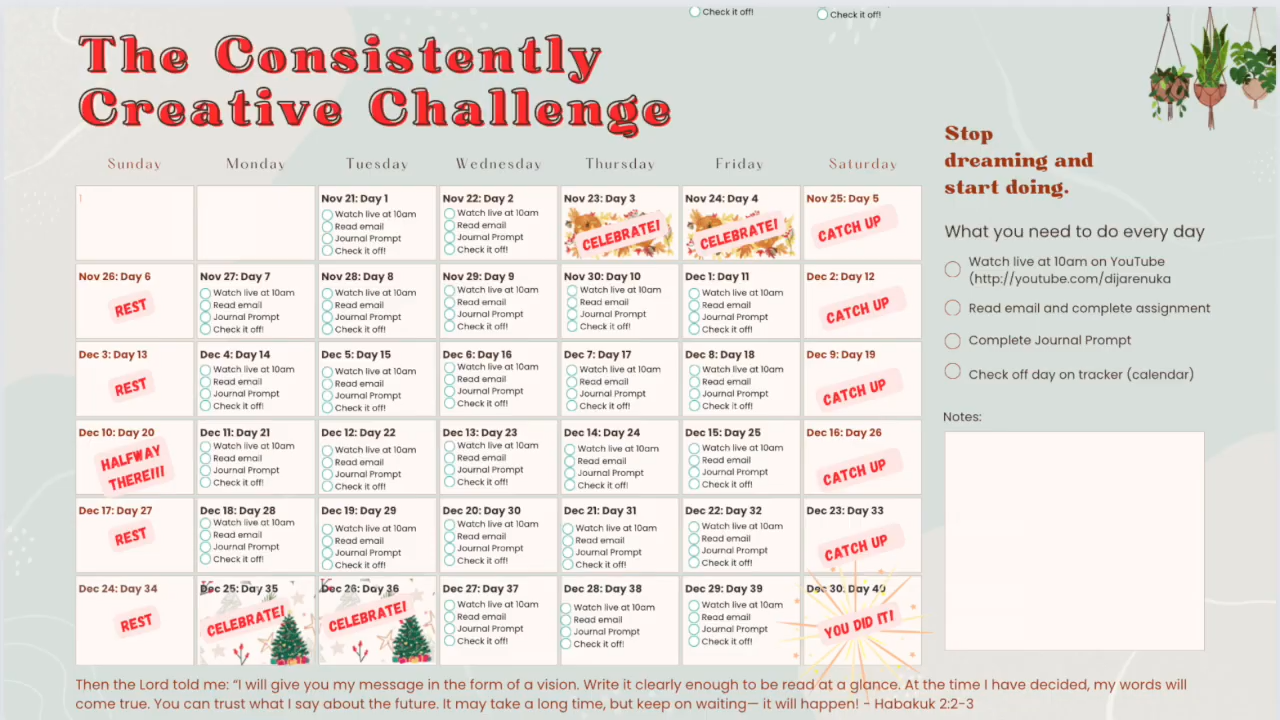 Check it off!
Check it off!
The Consistently
Creative Challenge
Stop
dreaming and
start doing.
Sunday Monday Tuesday Wednesday Thursday Friday Saturday
1
Nov 21: Day 1
Watch live at 10am
Read email
Journal Prompt
Check it off!
Nov 22: Day 2
Watch live at 10am
Read email
Journal Prompt
Check it off!
Nov 23: Day 3
CELEBRATE!
Nov 24: Day 4
CELEBRATE!
Nov 25: Day 5
CATCH UP
Nov 26: Day 6
REST
Nov 27: Day 7
Watch live at 10am
Read email
Journal Prompt
Check it off!
Nov 28: Day 8
Watch live at 10am
Read email
Journal Prompt
Check it off!
Nov 29: Day 9
Watch live at 10am
Read email
Journal Prompt
Check it off!
Nov 30: Day 10
Watch live at 10am
Read email
Journal Prompt
Check it off!
Dec 1: Day 11
Watch live at 10am
Read email
Journal Prompt
Check it off!
Dec 2: Day 12
CATCH UP
Dec 3: Day 13
REST
Dec 4: Day 14
Watch live at 10am
Read email
Journal Prompt
Check it off!
Dec 5: Day 15
Watch live at 10am
Read email
Journal Prompt
Check it off!
Dec 6: Day 16
Watch live at 10am
Read email
Journal Prompt
Check it off!
Dec 7: Day 17
Watch live at 10am
Read email
Journal Prompt
Check it off!
Dec 8: Day 18
Watch live at 10am
Read email
Journal Prompt
Check it off!
Dec 9: Day 19
CATCH UP
Dec 10: Day 20
HALFWAY
THERE!!!
Dec 11: Day 21
Watch live at 10am
Read email
Journal Prompt
Check it off!
Dec 12: Day 22
Watch live at 10am
Read email
Journal Prompt
Check it off!
Dec 13: Day 23
Watch live at 10am
Read email
Journal Prompt
Check it off!
Dec 14: Day 24
Watch live at 10am
Read email
Journal Prompt
Check it off!
Dec 15: Day 25
Watch live at 10am
Read email
Journal Prompt
Check it off!
Dec 16: Day 26
CATCH UP
Dec 17: Day 27
REST
Dec 18: Day 28
Watch live at 10am
Read email
Journal Prompt
Check it off!
Dec 19: Day 29
Watch live at 10am
Read email
Journal Prompt
Check it off!
Dec 20: Day 30
Watch live at 10am
Read email
Journal Prompt
Check it off!
Dec 21: Day 31
Watch live at 10am
Read email
Journal Prompt
Check it off!
Dec 22: Day 32
Watch live at 10am
Read email
Journal Prompt
Check it off!
Dec 23: Day 33
CATCH UP
Dec 24: Day 34
REST
Dec 25: Day 35
CELEBRATE!
Dec 26: Day 36
CELEBRATE!
Dec 27: Day 37
Watch live at 10am
Read email
Journal Prompt
Check it off!
Dec 28: Day 38
Watch live at 10am
Read email
Journal Prompt
Check it off!
Dec 29: Day 39
Watch live at 10am
Read email
Journal Prompt
Check it off!
Dec 30. Day 40
YOU DID IT!
What you need to do every day
Watch live at 10am on YouTube
(http://youtube.com/dijarenuka
Read email and complete assignment
Complete Journal Prompt
Check off day on tracker (calendar)
Notes:
Then the Lord told me: “I will give you my message in the form of a vision. Write it clearly enough to be read at a glance. At the time I have decided, my words will
come true. You can trust what I say about the future. It may take a long time, but keep on waiting— it will happen! - Habakuk 2:2-3